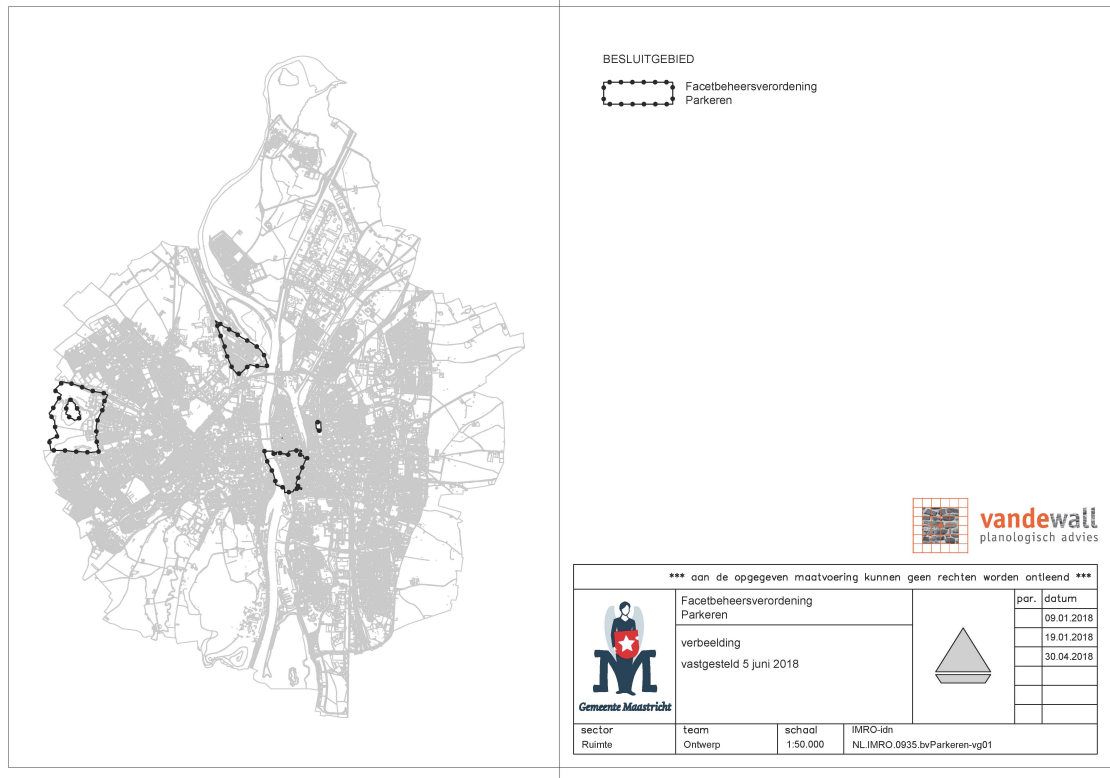 BESLUITGEBIED
Facetbeheersverordening
Parkeren
vandewall
planologisch advies
*** aan de opgegeven maatvoering kunnen geen rechten worden ontleend ***
Facetbeheersverordening
Parkeren
verbeelding
vastgesteld 5 juni 2018
par. datum
09.01.2018
19.01.2018
30.04.2018
Gemeente Maastricht
sector team schaal IMRO-idn
Ruimte Ontwerp 1:50.000 NL.IMRO.0935.bvParkeren-vg01